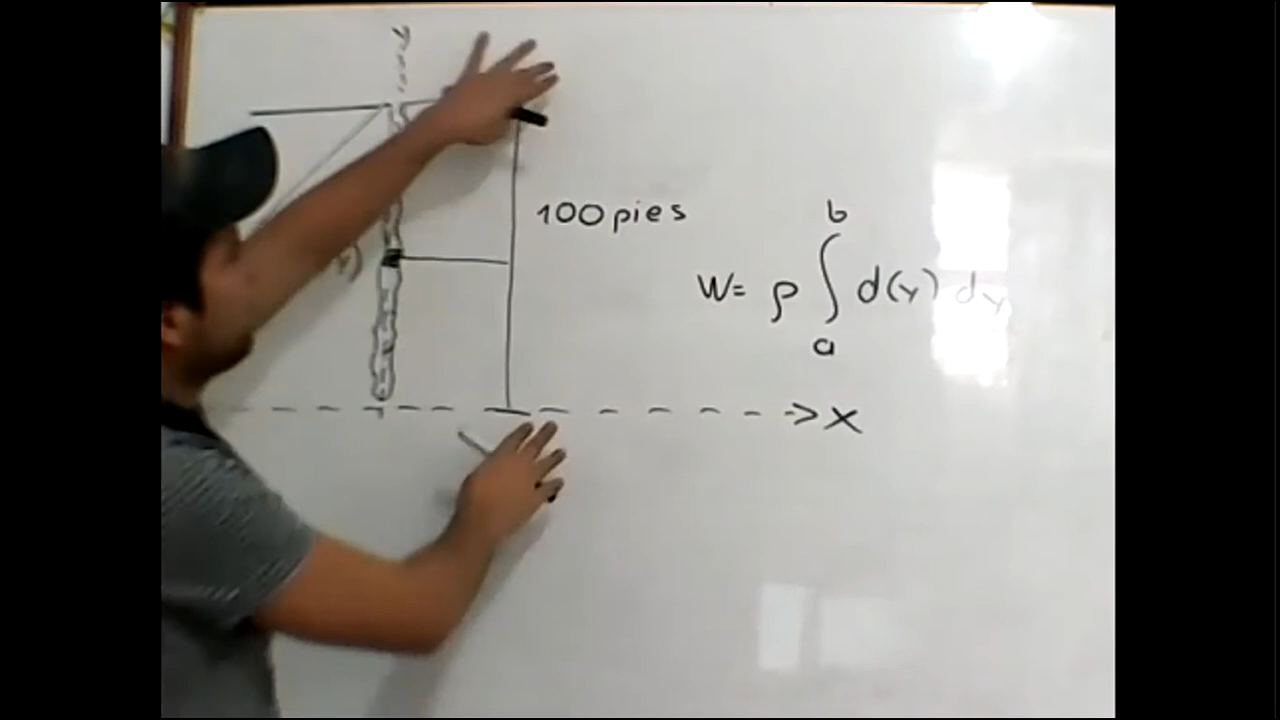 100 pies
b
W= ρ ∫ d(y) dy
a
x